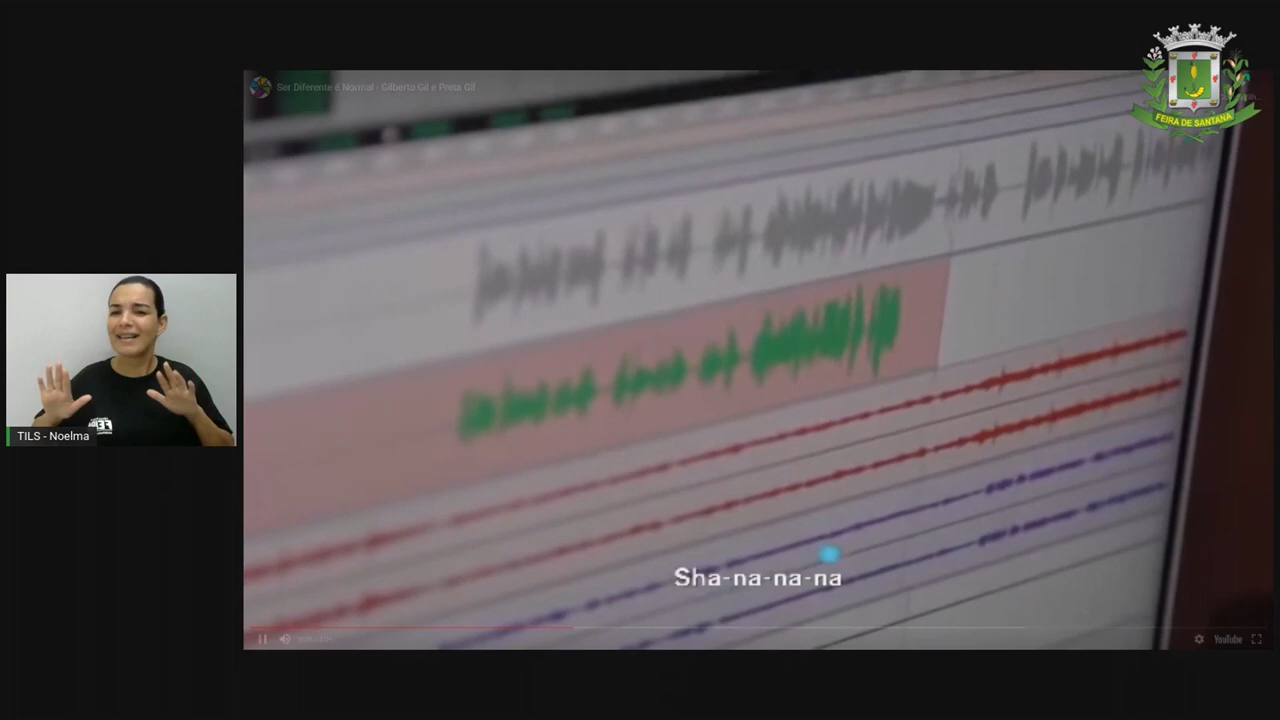 Ser Diferente é Normal - Gilberto Gil e Preta Gil
FEIRA DE SANTANA
TILS - Noelma
Sha-na-na-na
YouTube